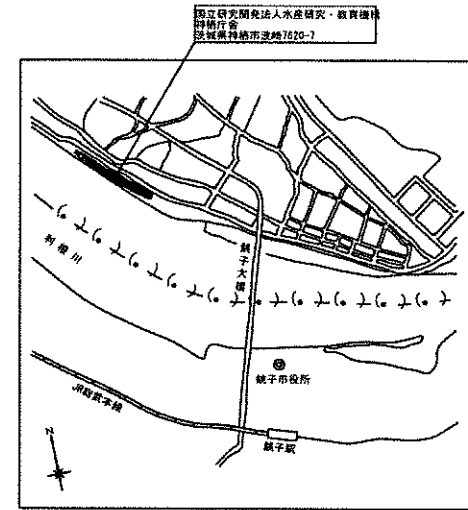 国立研究開発法人水産研究・教育機構
神栖庁舎
茨城県神栖市波崎7620-7
銚子大橋
利根川
銚子市役所
JR総武本線
銚子駅
N